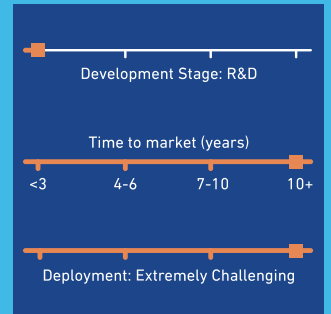 Development Stage: R&D
Time to market (years)
<3 4-6 7-10 10+
Deployment: Extremely Challenging